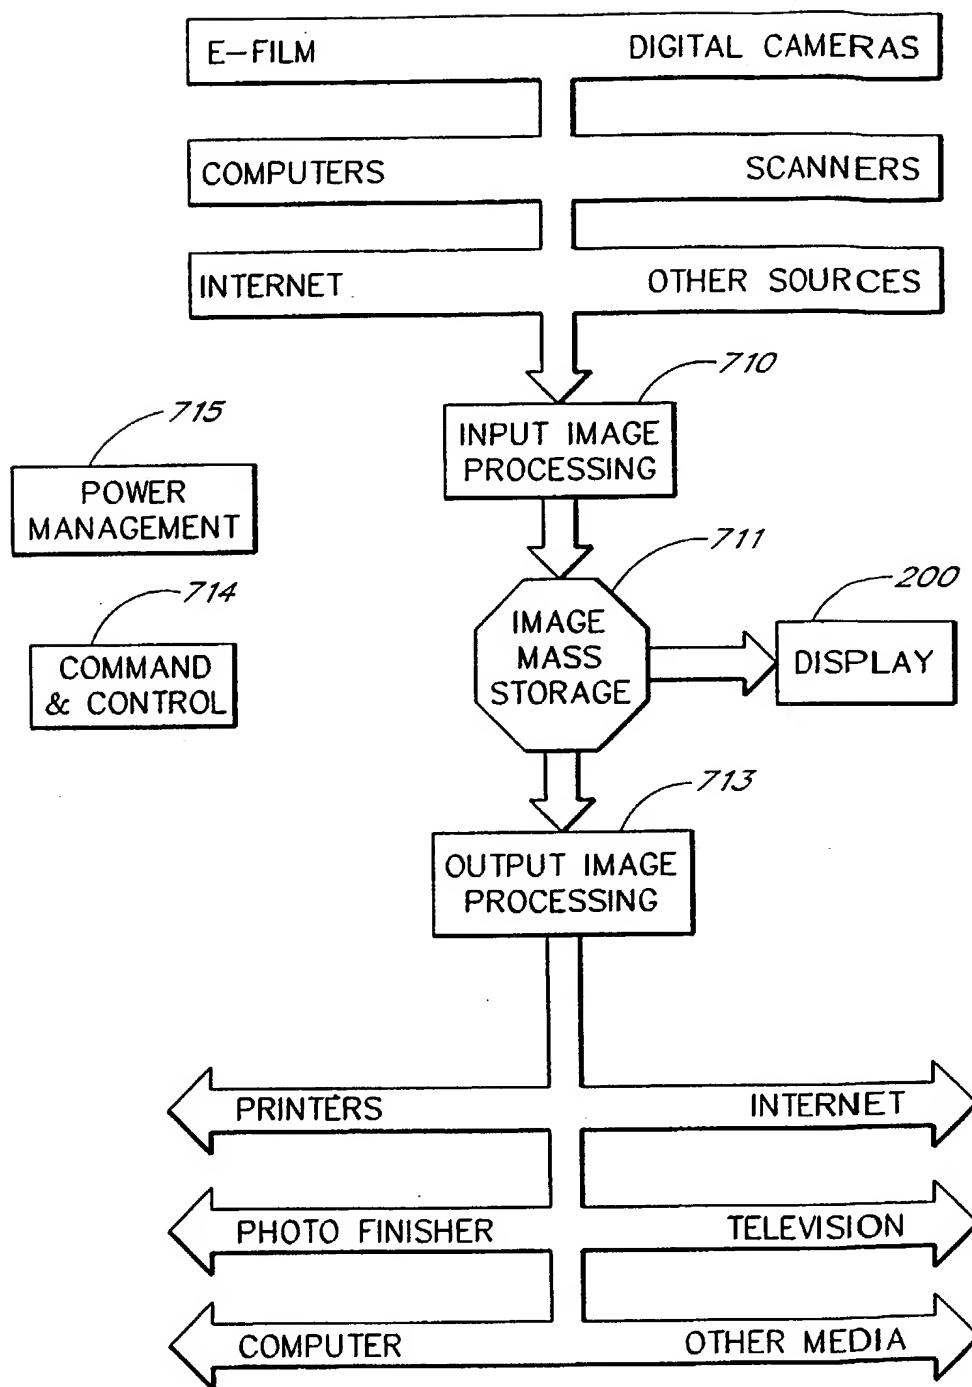 E-FILM DIGITAL CAMERAS
COMPUTERS SCANNERS
INTERNET OTHER SOURCES
710
INPUT IMAGE
PROCESSING
715
POWER
MANAGEMENT
711
IMAGE
MASS
STORAGE
200
DISPLAY
714
COMMAND
& CONTROL
713
OUTPUT IMAGE
PROCESSING
PRINTERS INTERNET
PHOTO FINISHER TELEVISION
COMPUTER OTHER MEDIA